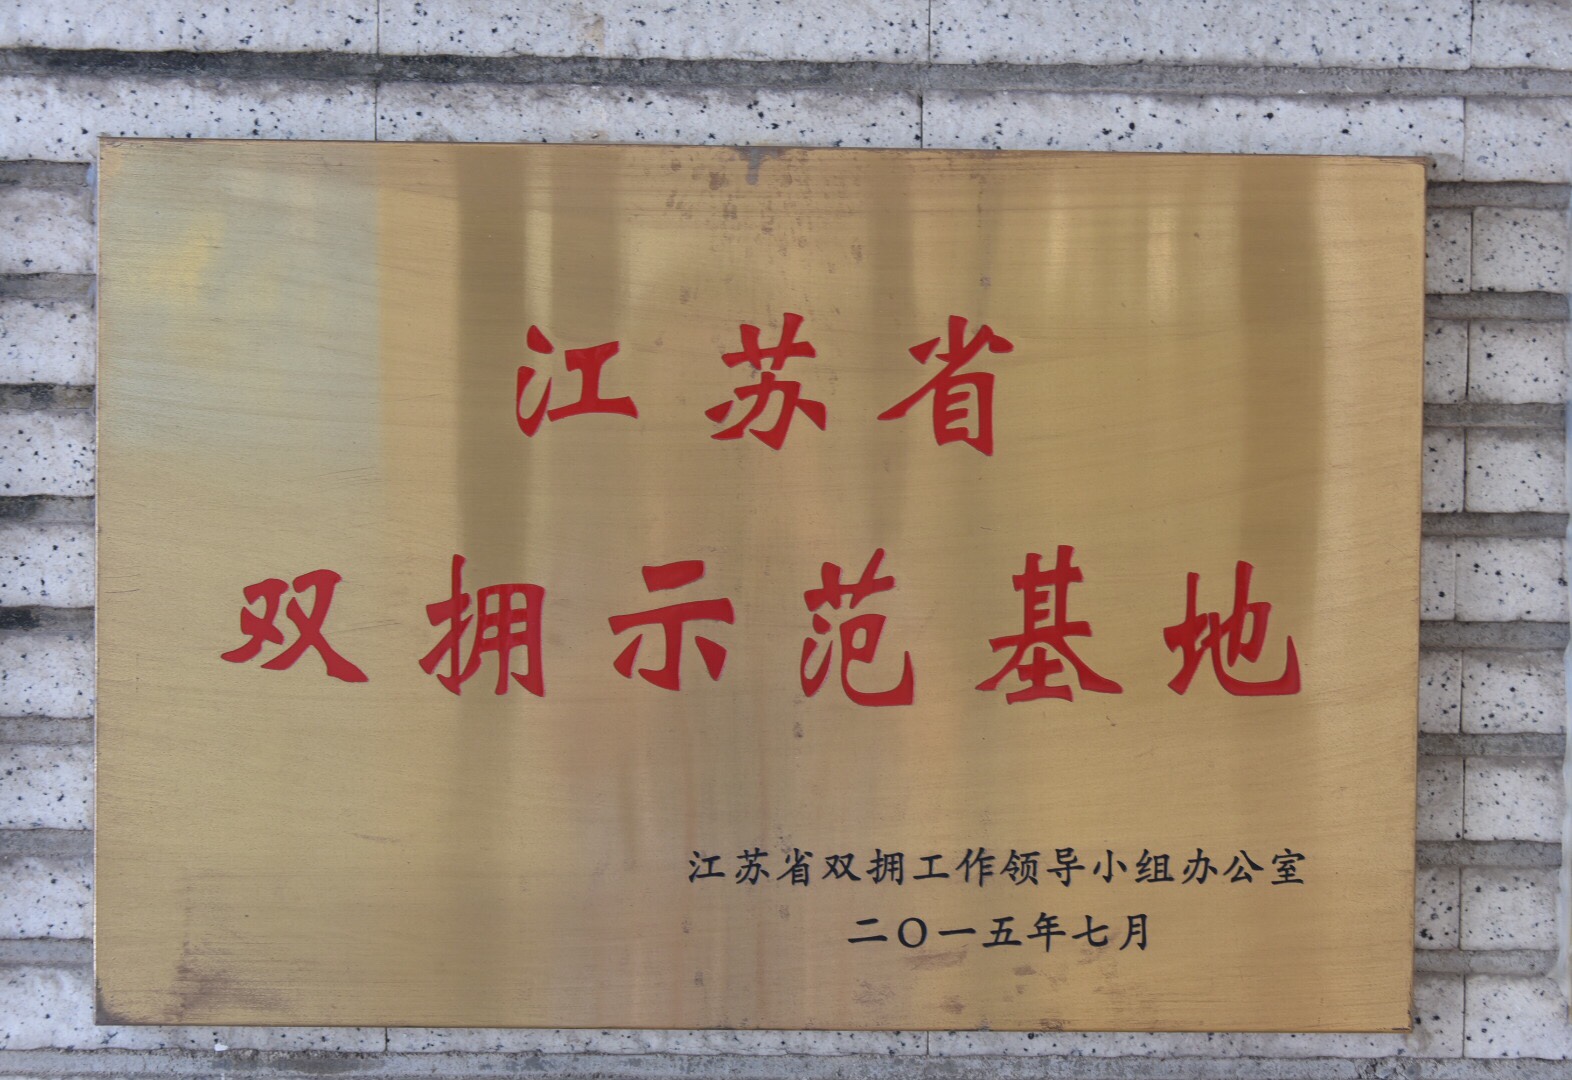 江苏省
双拥示范基地
江苏省双拥工作领导小组办公室
二〇一五年七月